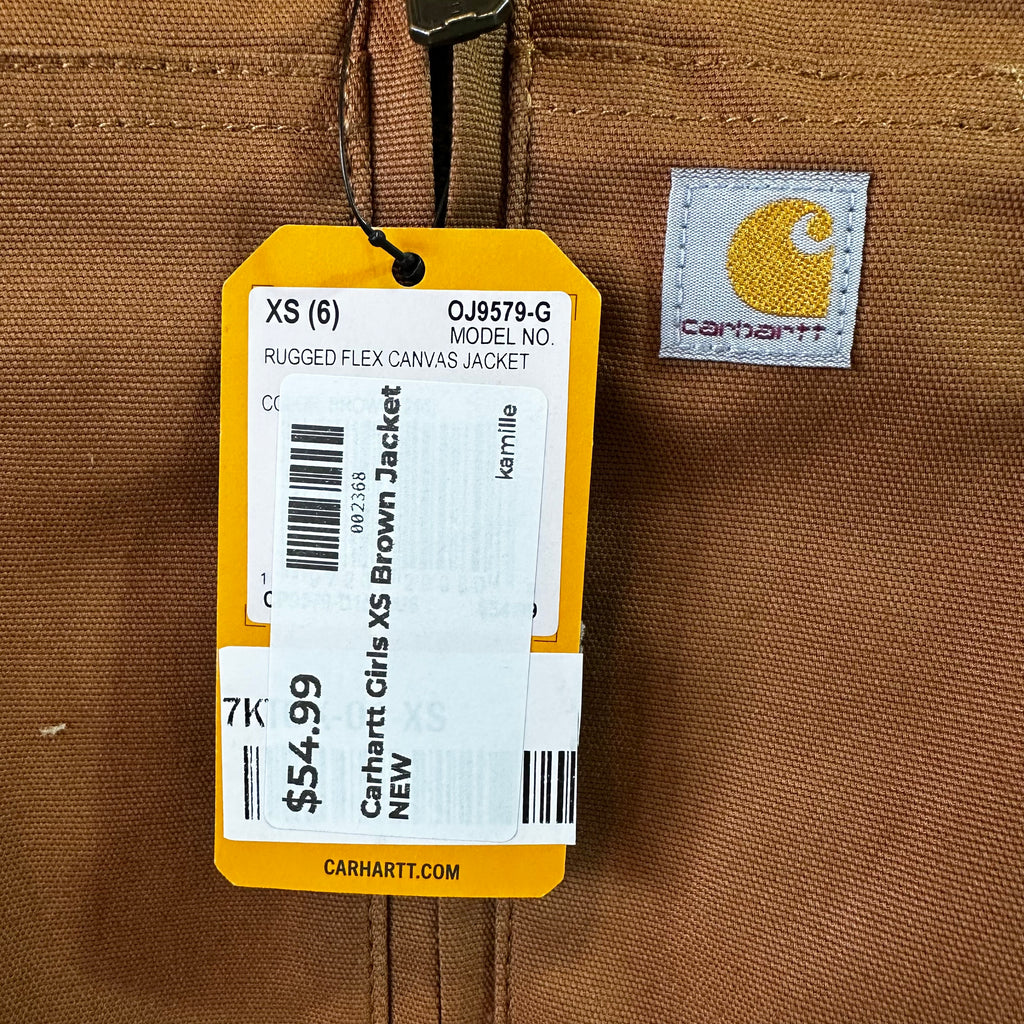 XS (6)
OJ9579-G
MODEL NO.
RUGGED FLEX CANVAS JACKET
kamille
002368
Carhartt Girls XS Brown Jacket
NEW
$54.99
7K
XS
CARHARTT.COM
carhartt